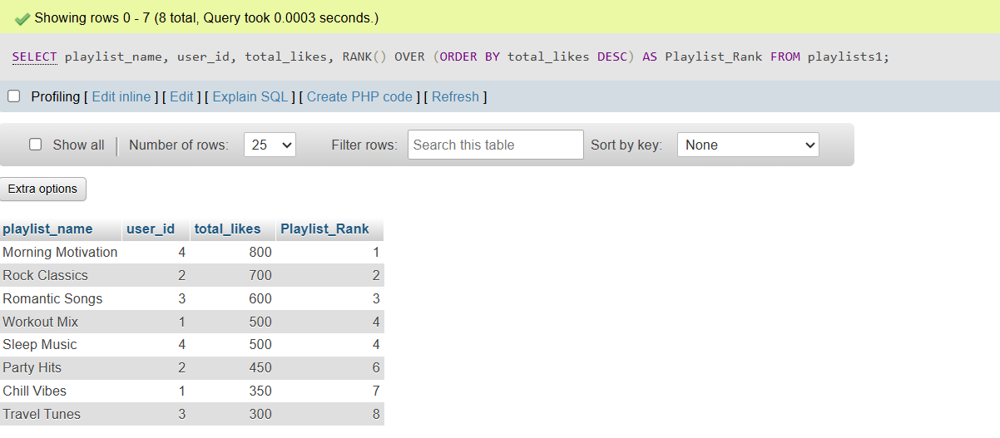 Showing rows 0 - 7 (8 total, Query took 0.0003 seconds.)
SELECT playlist_name, user_id, total_likes, RANK() OVER (ORDER BY total_likes DESC) AS Playlist_Rank FROM playlists1;
Profiling [ Edit inline ] [ Edit ] [ Explain SQL ] [ Create PHP code ] [ Refresh ]
Show all Number of rows: 25 Filter rows: Search this table Sort by key: None
Extra options
playlist_name user_id total_likes Playlist_Rank
Morning Motivation 4 800 1
Rock Classics 2 700 2
Romantic Songs 3 600 3
Workout Mix 1 500 4
Sleep Music 4 500 4
Party Hits 2 450 6
Chill Vibes 1 350 7
Travel Tunes 3 300 8